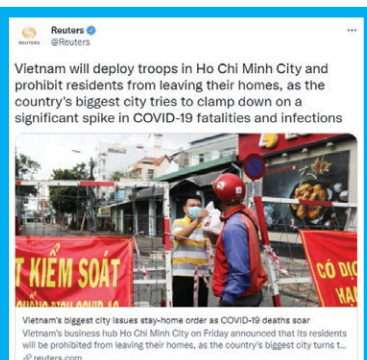 Reuters
@Reuters
REUTERS
Vietnam will deploy troops in Ho Chi Minh City and
prohibit residents from leaving their homes, as the
country's biggest city tries to clamp down on a
significant spike in COVID-19 fatalities and infections
T KIỂM SOÁT
CÓ DỊC
Vietnam's biggest city issues stay-home order as COVID-19 deaths soar
Vietnam's business hub Ho Chi Minh City on Friday announced that its residents
will be prohibited from leaving their homes, as the country's biggest city turns t...
reuters.com